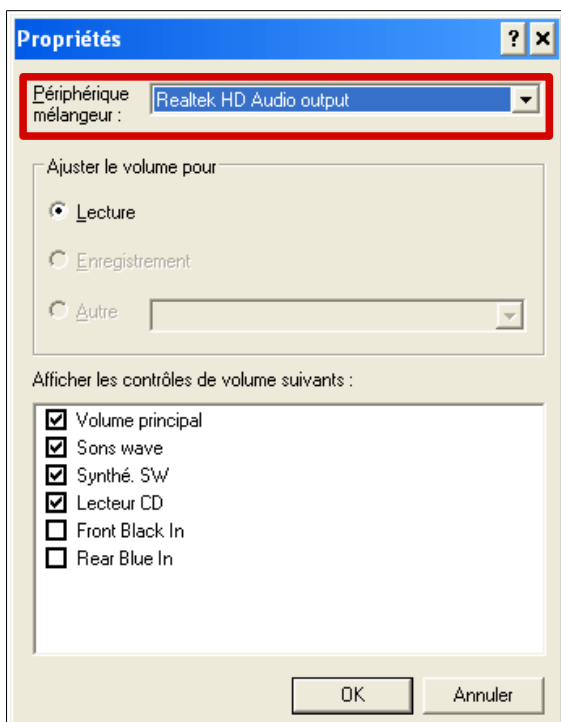 Propriétés
Périphérique
mélangeur :
Realtek HD Audio output
Ajuster le volume pour
Lecture
Enregistrement
Autre
Afficher les contrôles de volume suivants :
Volume principal
Sons wave
Synthé. SW
Lecteur CD
Front Black In
Rear Blue In
OK Annuler